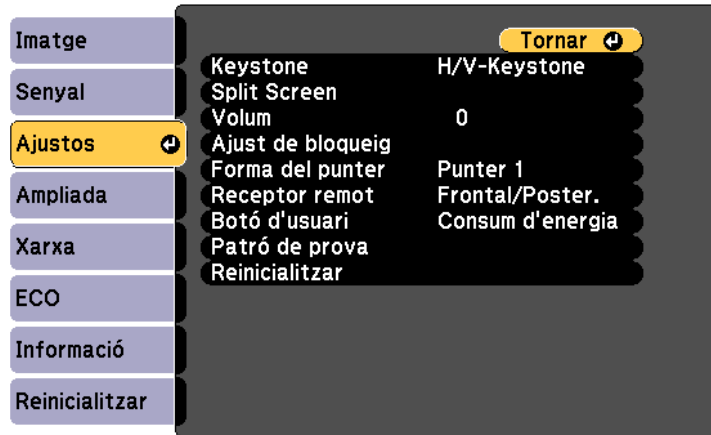 Imatge
Senyal
Ajustos
Ampliada
Xarxa
ECO
Informació
Reinicialitzar
Tornar
Keystone H/V-Keystone
Split Screen
Volum 0
Ajust de bloqueig
Forma del punter Punter 1
Receptor remot Frontal/Poster.
Botó d'usuari Consum d'energia
Patró de prova
Reinicialitzar